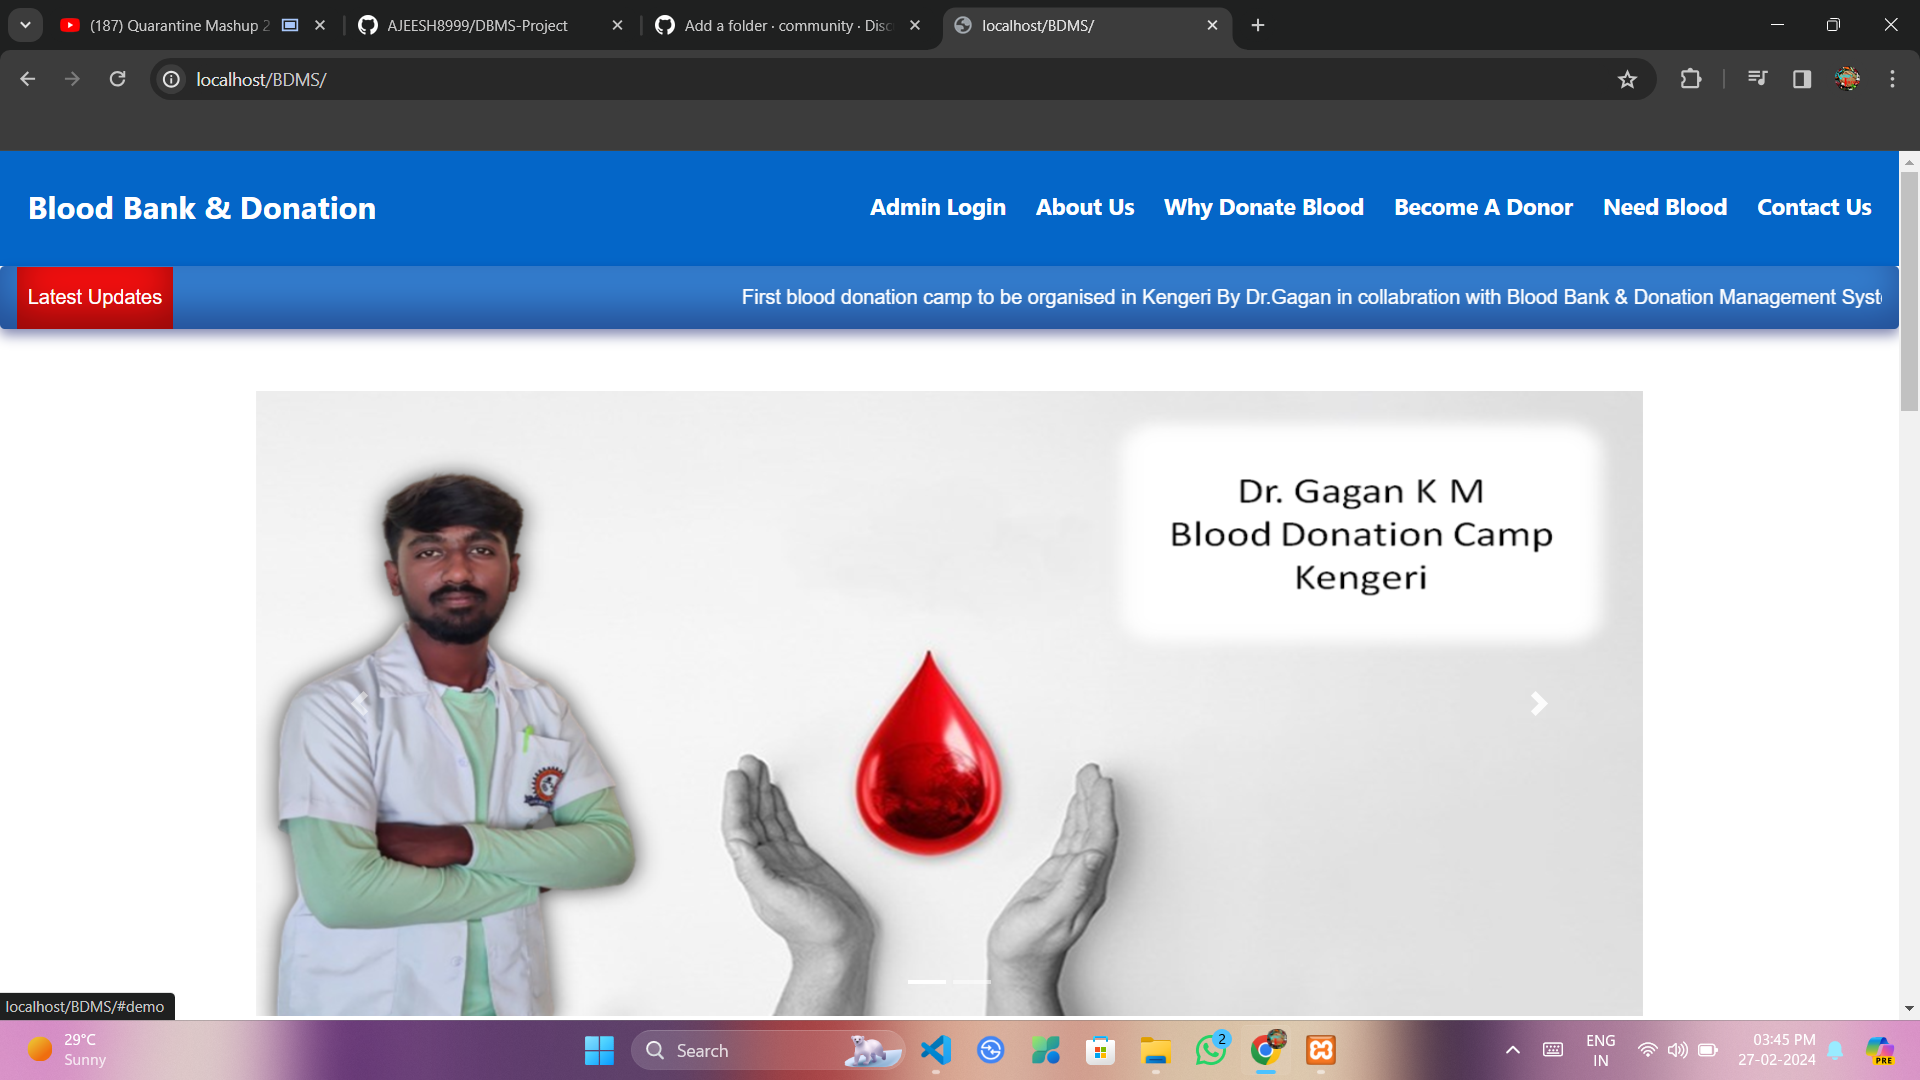 (187) Quarantine Mashup 2
AJEESH8999/DBMS-Project
Add a folder · community · Disc
localhost/BDMS/
localhost/BDMS/
Blood Bank & Donation
Admin Login
About Us
Why Donate Blood
Become A Donor
Need Blood
Contact Us
Latest Updates
First blood donation camp to be organised in Kengeri By Dr.Gagan in collabration with Blood Bank & Donation Management Syst
Dr. Gagan K M
Blood Donation Camp
Kengeri
localhost/BDMS/#demo
29°C
Sunny
Search
2
ENG
IN
03:45 PM
27-02-2024
PRE